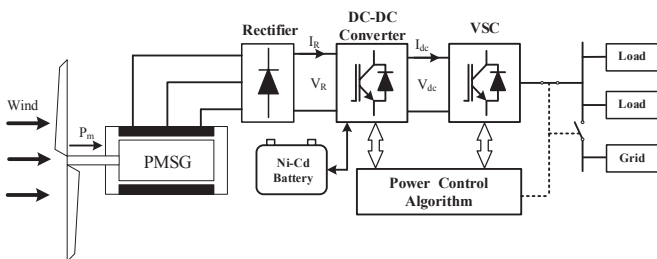 Rectifier
DC-DC
Converter
VSC
I_R
I_dc
Load
V_R
V_dc
Wind
Load
P_m
PMSG
Ni-Cd
Battery
Power Control
Algorithm
Grid